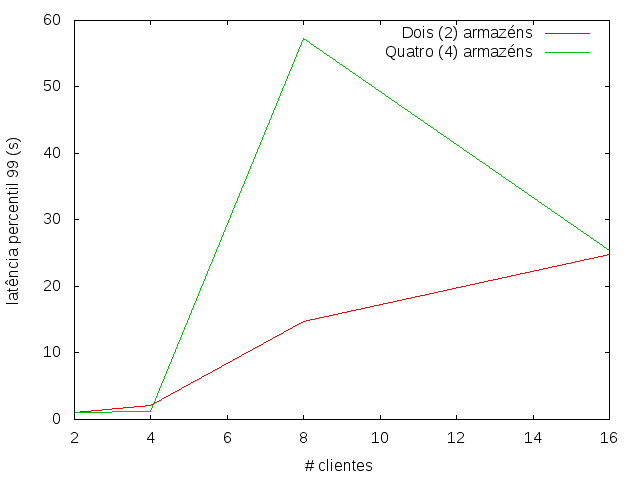 Dois (2) armazéns
Quatro (4) armazéns
60
50
40
30
20
10
0
latência percentil 99 (s)
2 4 6 8 10 12 14 16
# clientes